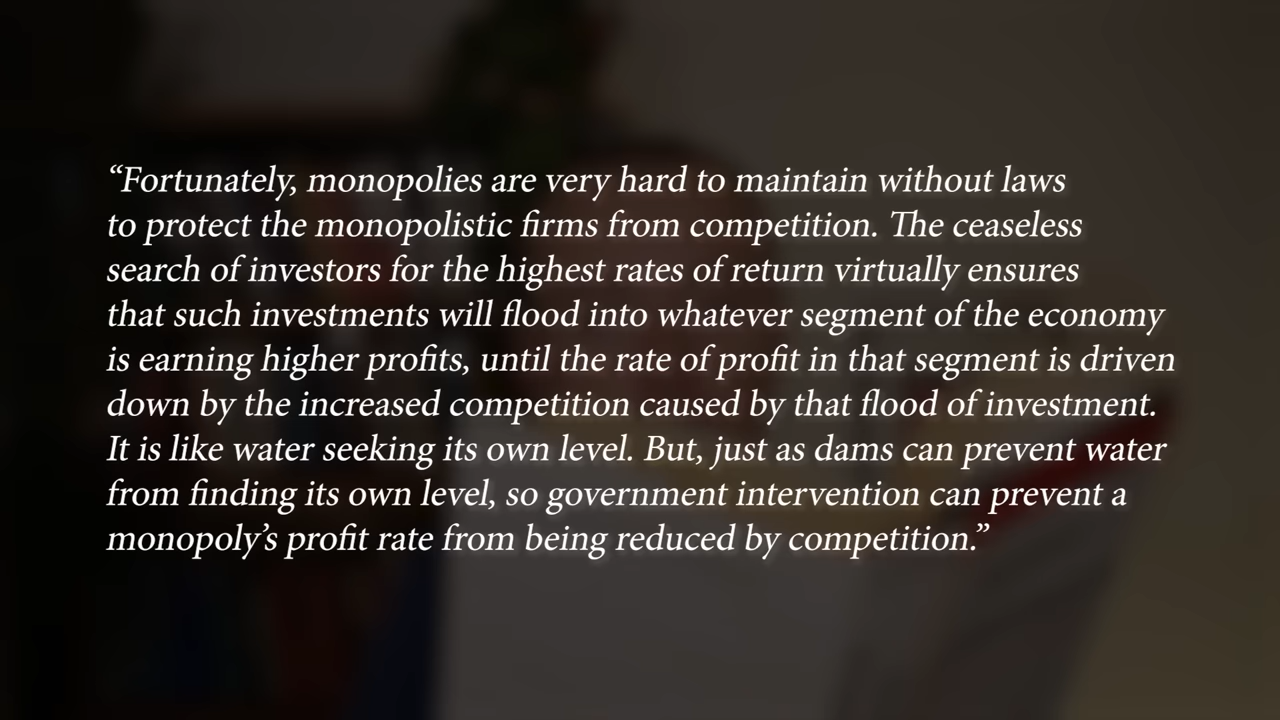 “Fortunately, monopolies are very hard to maintain without laws
to protect the monopolistic firms from competition. The ceaseless
search of investors for the highest rates of return virtually ensures
that such investments will flood into whatever segment of the economy
is earning higher profits, until the rate of profit in that segment is driven
down by the increased competition caused by that flood of investment.
It is like water seeking its own level. But, just as dams can prevent water
from finding its own level, so government intervention can prevent a
monopoly’s profit rate from being reduced by competition.”